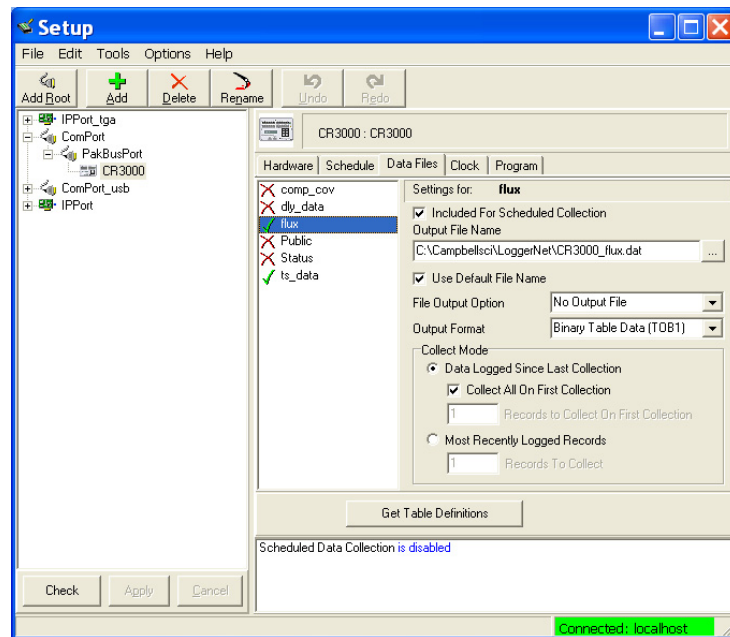 Setup
File Edit Tools Options Help
Add Root Add Delete Rename Undo Redo
IPPort_tga
ComPort
PakBusPort
CR3000
ComPort_usb
IPPort
CR3000 : CR3000
Hardware Schedule Data Files Clock Program
comp_cov
dly_data
flux
Public
Status
ts_data
Settings for: flux
Included For Scheduled Collection
Output File Name
C:\Campbellsci\LoggerNet\CR3000_flux.dat ...
Use Default File Name
File Output Option No Output File
Output Format Binary Table Data (TOB1)
Collect Mode
Data Logged Since Last Collection
Collect All On First Collection
1 Records to Collect On First Collection
Most Recently Logged Records
1 Records To Collect
Get Table Definitions
Scheduled Data Collection is disabled
Check Apply Cancel
Connected: localhost